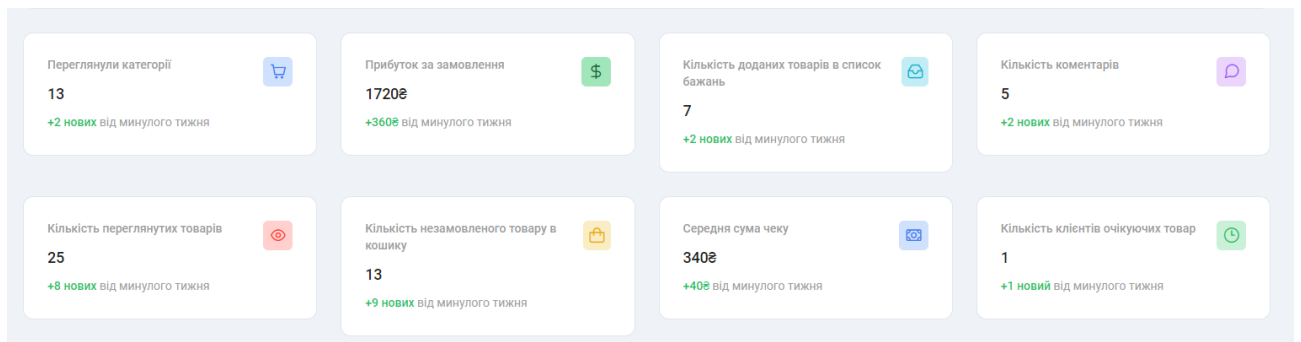 Переглянули категорії
13
+2 нових від минулого тижня
Прибуток за замовлення
1720₴
+360₴ від минулого тижня
Кількість доданих товарів в список
бажань
7
+2 нових від минулого тижня
Кількість коментарів
5
+2 нових від минулого тижня
Кількість переглянутих товарів
25
+8 нових від минулого тижня
Кількість незамовленого товару в
кошику
13
+9 нових від минулого тижня
Середня сума чеку
340₴
+40₴ від минулого тижня
Кількість клієнтів очікуючих товар
1
+1 новий від минулого тижня